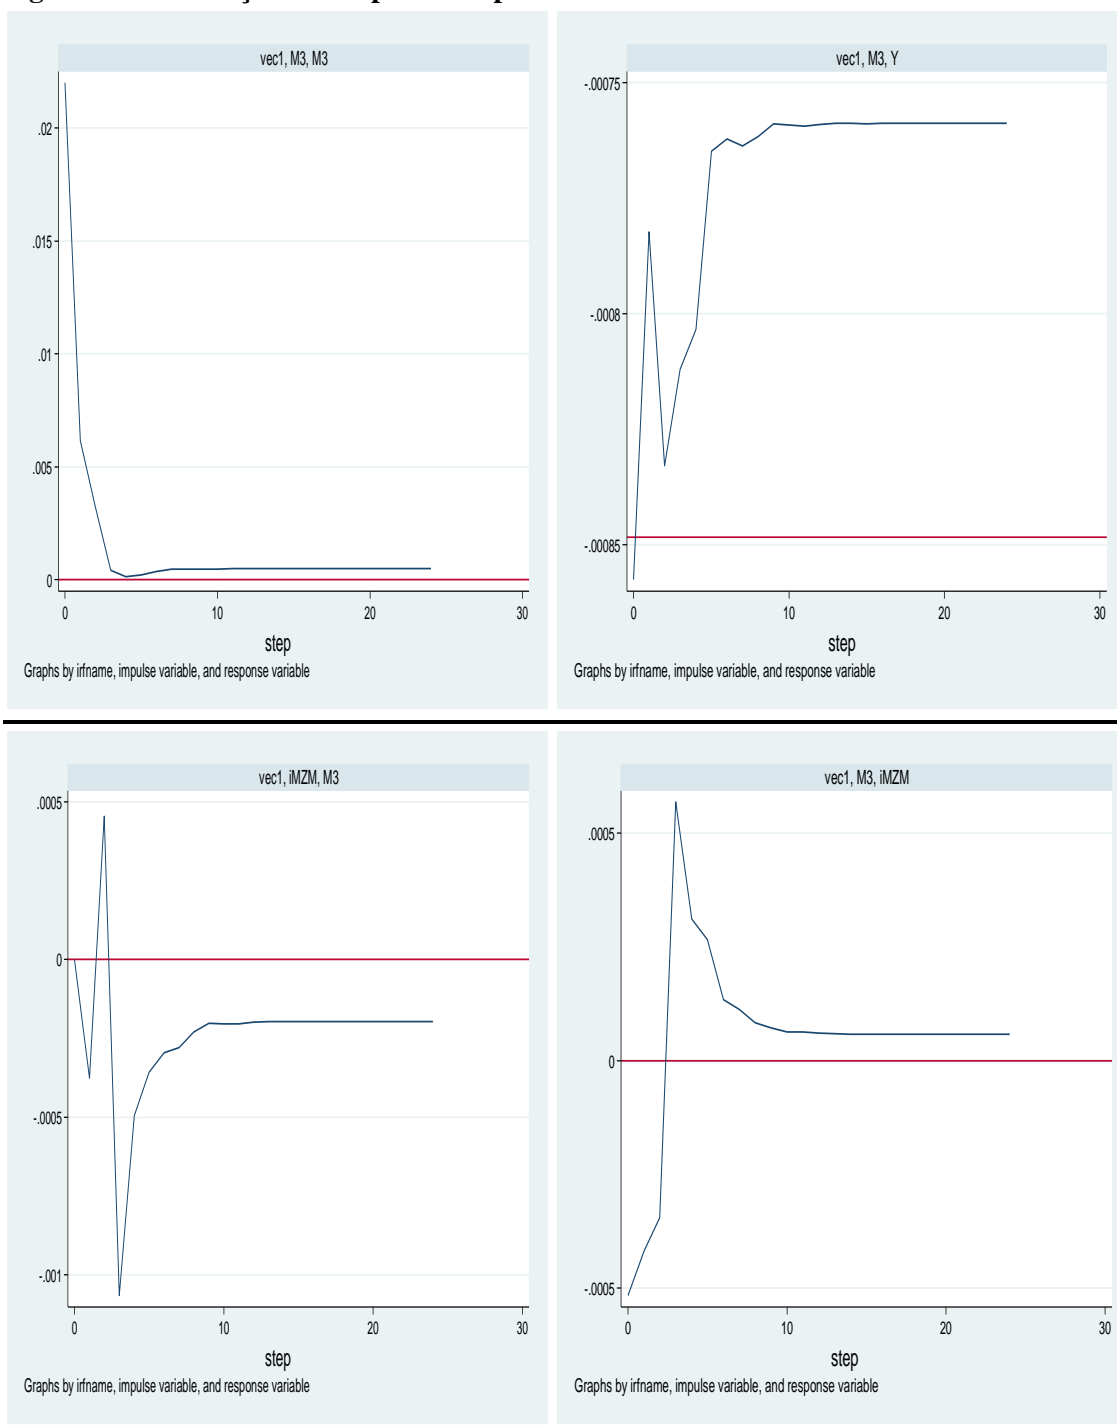 vec1, M3, M3
.02
.015
.01
.005
0
0 10 20 30
step
Graphs by irfname, impulse variable, and response variable
vec1, M3, Y
-.00075
-.0008
-.00085
0 10 20 30
step
Graphs by irfname, impulse variable, and response variable
vec1, iMZM, M3
.0005
0
-.0005
-.001
0 10 20 30
step
Graphs by irfname, impulse variable, and response variable
vec1, M3, iMZM
.0005
0
-.0005
0 10 20 30
step
Graphs by irfname, impulse variable, and response variable